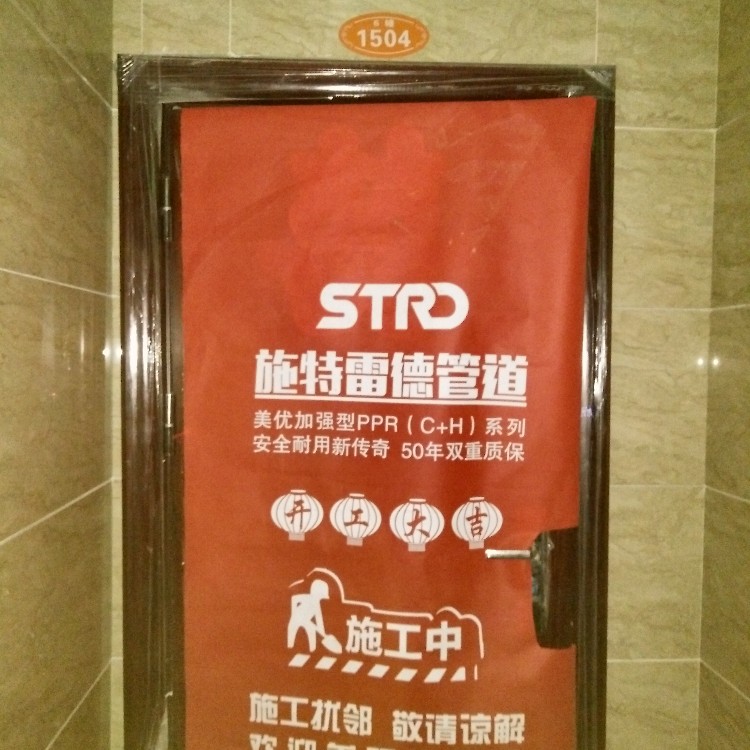 1504
STRD
施特雷德管道
美优加强型PPR（C+H）系列
安全耐用新传奇 50年双重质保
开工大吉
施工中
施工扰邻 敬请谅解